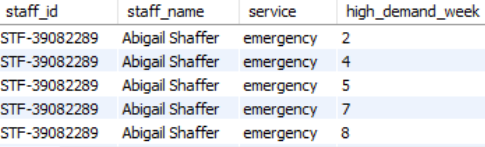 staff_id staff_name service high_demand_week
STF-39082289 Abigail Shaffer emergency 2
STF-39082289 Abigail Shaffer emergency 4
STF-39082289 Abigail Shaffer emergency 5
STF-39082289 Abigail Shaffer emergency 7
STF-39082289 Abigail Shaffer emergency 8